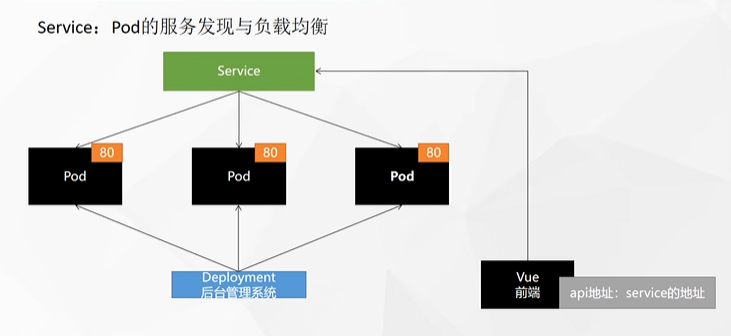 Service：Pod的服务发现与负载均衡
Service
80
80
80
Pod
Pod
Pod
Deployment
后台管理系统
Vue
前端
api地址：service的地址